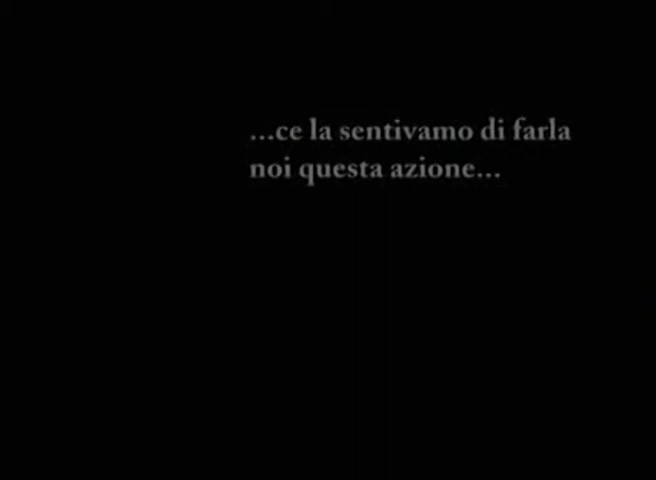 ...ce la sentivamo di farla
noi questa azione...